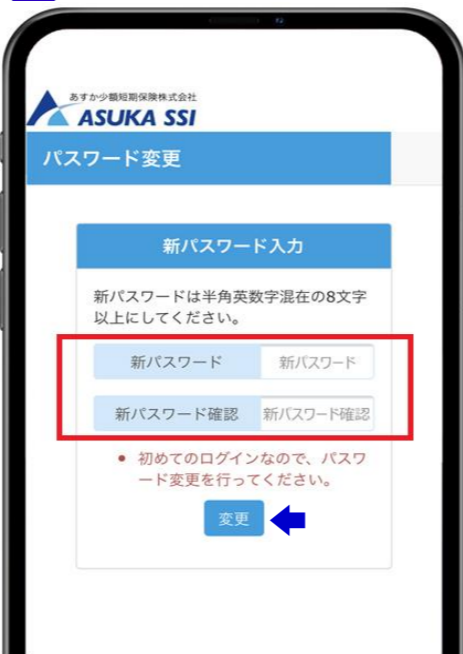 あすか少額短期保険株式会社
ASUKA SSI
パスワード変更
新パスワード入力
新パスワードは半角英数字混在の8文字
以上にしてください。
新パスワード 新パスワード
新パスワード確認 新パスワード確認
• 初めてのログインなので、パスワ
ード変更を行ってください。
変更